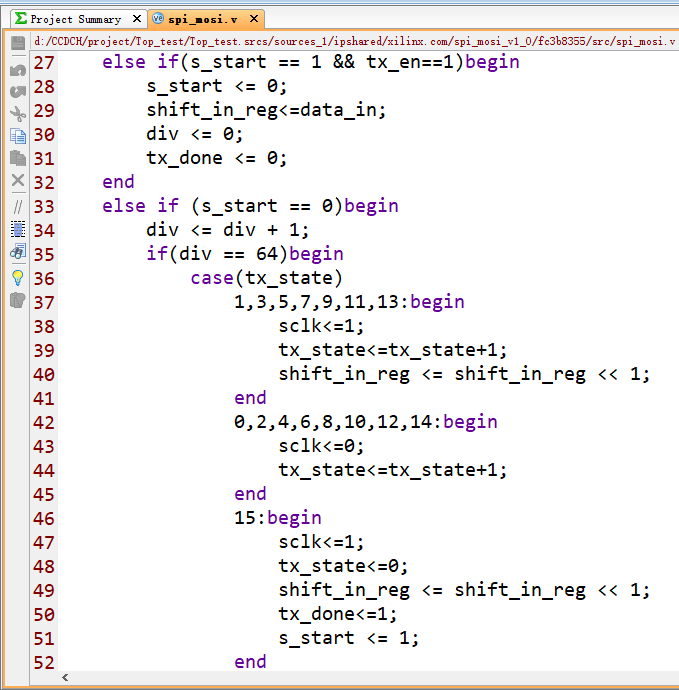 Project Summary × spi_mosi.v ×
d:/CCDCH/project/Top_test/Top_test.srcs/sources_1/ipshared/xilinx.com/spi_mosi_v1_0/fc3b8355/src/spi_mosi.v
27 else if(s_start == 1 && tx_en==1)begin
28 s_start <= 0;
29 shift_in_reg<=data_in;
30 div <= 0;
31 tx_done <= 0;
32 end
33 else if (s_start == 0)begin
34 div <= div + 1;
35 if(div == 64)begin
36 case(tx_state)
37 1,3,5,7,9,11,13:begin
38 sclk<=1;
39 tx_state<=tx_state+1;
40 shift_in_reg <= shift_in_reg << 1;
41 end
42 0,2,4,6,8,10,12,14:begin
43 sclk<=0;
44 tx_state<=tx_state+1;
45 end
46 15:begin
47 sclk<=1;
48 tx_state<=0;
49 shift_in_reg <= shift_in_reg << 1;
50 tx_done<=1;
51 s_start <= 1;
52 end